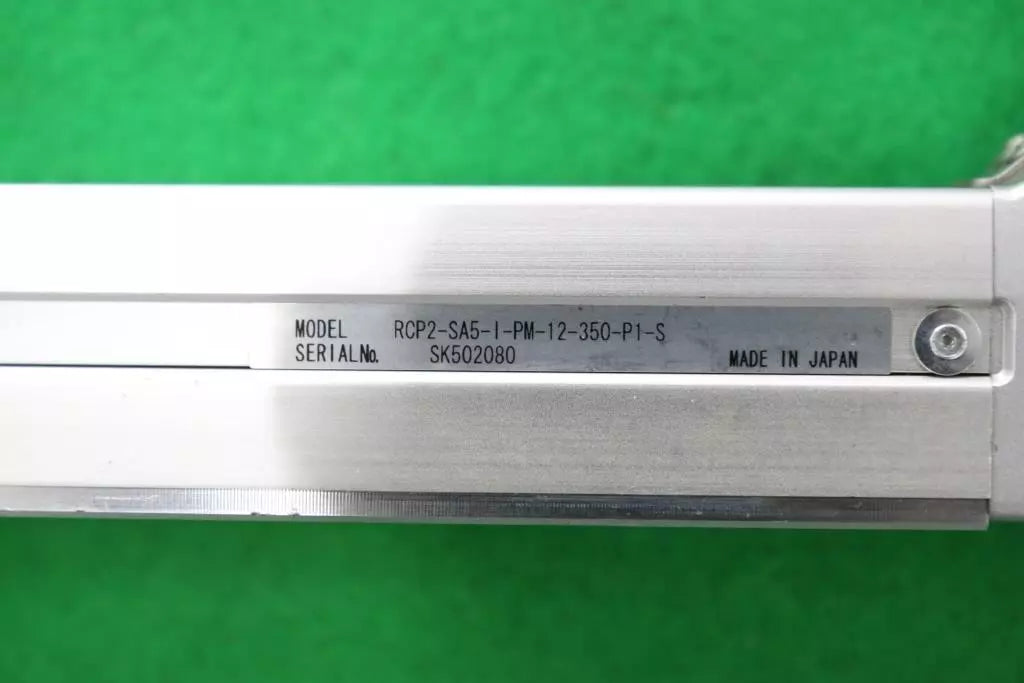 MODEL RCP2-SA5-I-PM-12-350-P1-S
SERIAL No. SK502080 MADE IN JAPAN